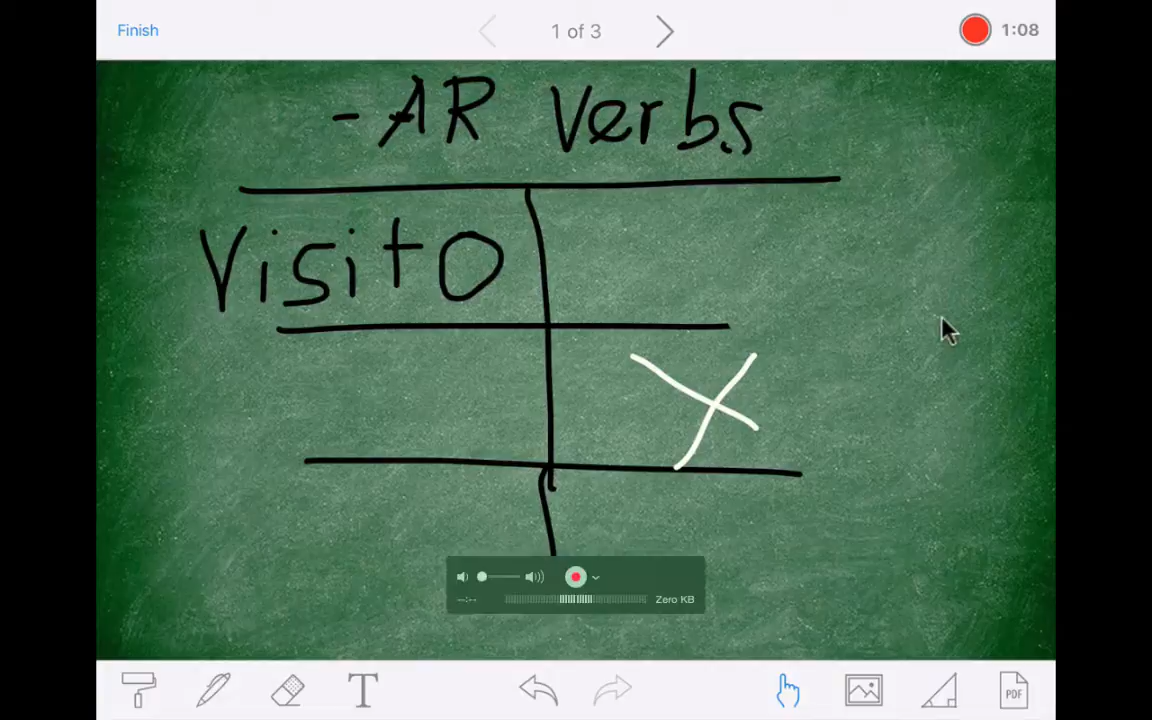 Finish
1 of 3
1:08
-AR Verbs
Visito
X
--:--
Zero KB
T
PDF